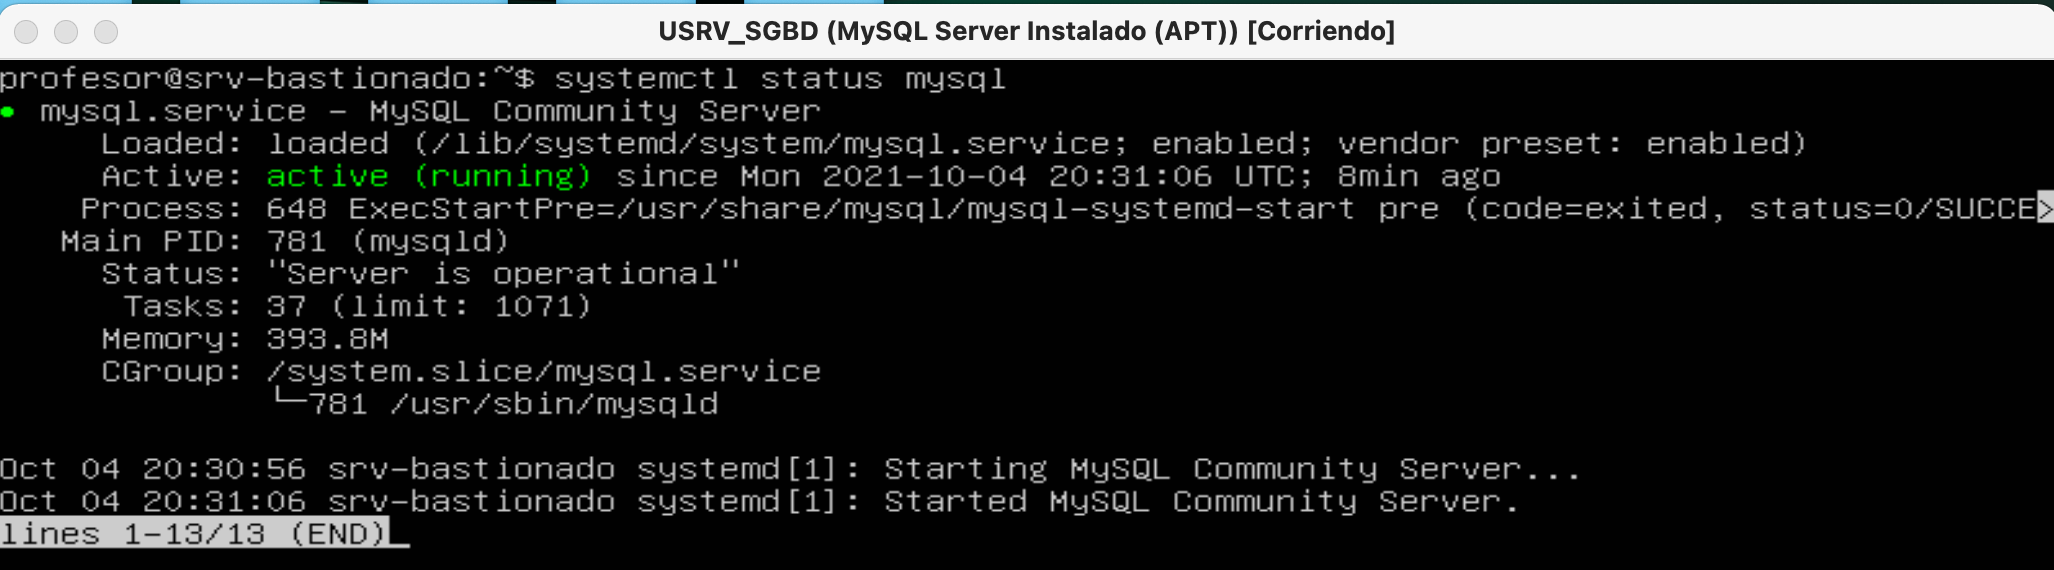 USRV_SGBD (MySQL Server Instalado (APT)) [Corriendo]
profesor@srv-bastionado:~$ systemctl status mysql
● mysql.service - MySQL Community Server
Loaded: loaded (/lib/systemd/system/mysql.service; enabled; vendor preset: enabled)
Active: active (running) since Mon 2021-10-04 20:31:06 UTC; 8min ago
Process: 648 ExecStartPre=/usr/share/mysql/mysql-systemd-start pre (code=exited, status=0/SUCCE>
Main PID: 781 (mysqld)
Status: "Server is operational"
Tasks: 37 (limit: 1071)
Memory: 393.8M
CGroup: /system.slice/mysql.service
└─781 /usr/sbin/mysqld
Oct 04 20:30:56 srv-bastionado systemd[1]: Starting MySQL Community Server...
Oct 04 20:31:06 srv-bastionado systemd[1]: Started MySQL Community Server.
lines 1-13/13 (END)